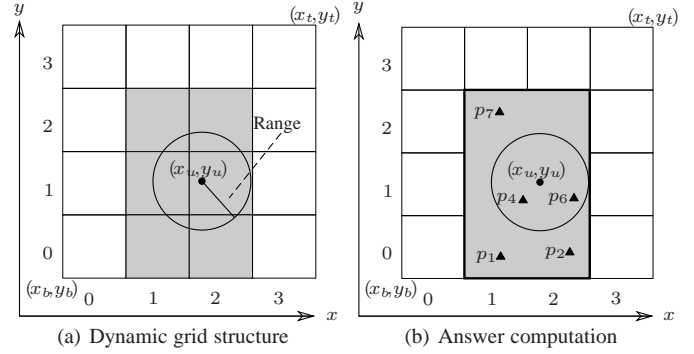 y
(x_t,y_t)
3
2
1
0
Range
(x_u,y_u)
(x_b,y_b)
0 1 2 3
x
(a) Dynamic grid structure
y
(x_t,y_t)
3
2
1
0
p_7
(x_u,y_u)
p_4 p_6
p_1 p_2
(x_b,y_b)
0 1 2 3
x
(b) Answer computation